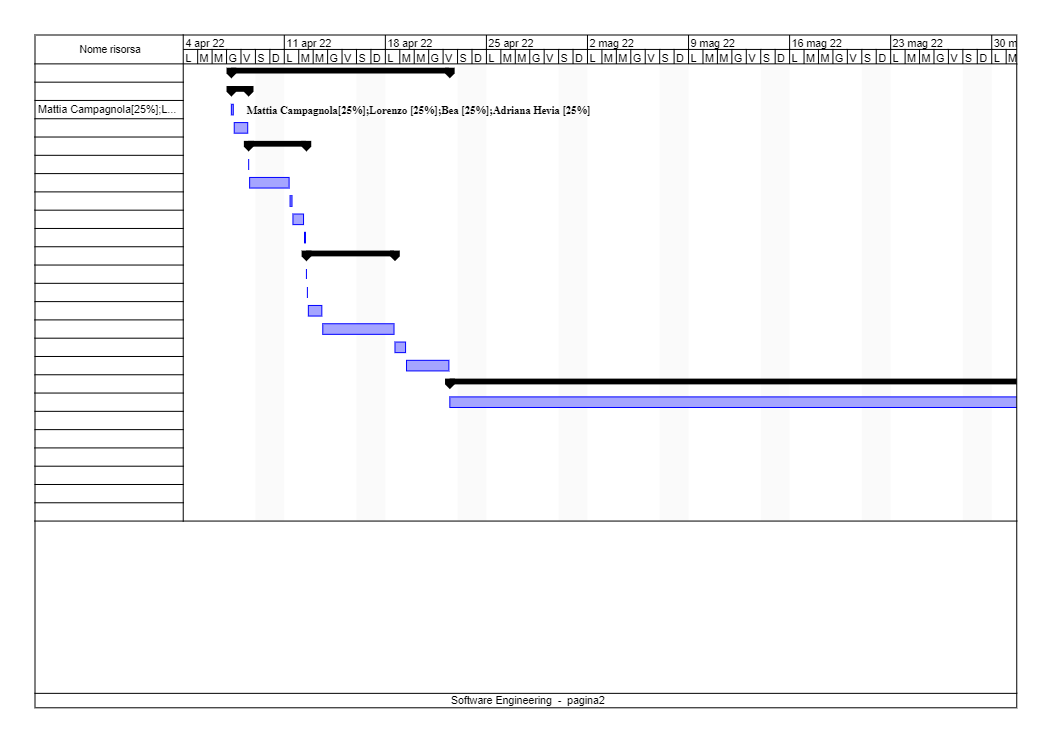 Nome risorsa
4 apr 22 11 apr 22 18 apr 22 25 apr 22 2 mag 22 9 mag 22 16 mag 22 23 mag 22 30 m
L M M G V S D L M M G V S D L M M G V S D L M M G V S D L M M G V S D L M M G V S D L M M G V S D L M M G V S D L M
Mattia Campagnola[25%];L...
Mattia Campagnola[25%];Lorenzo [25%];Bea [25%];Adriana Hevia [25%]
Software Engineering - pagina2